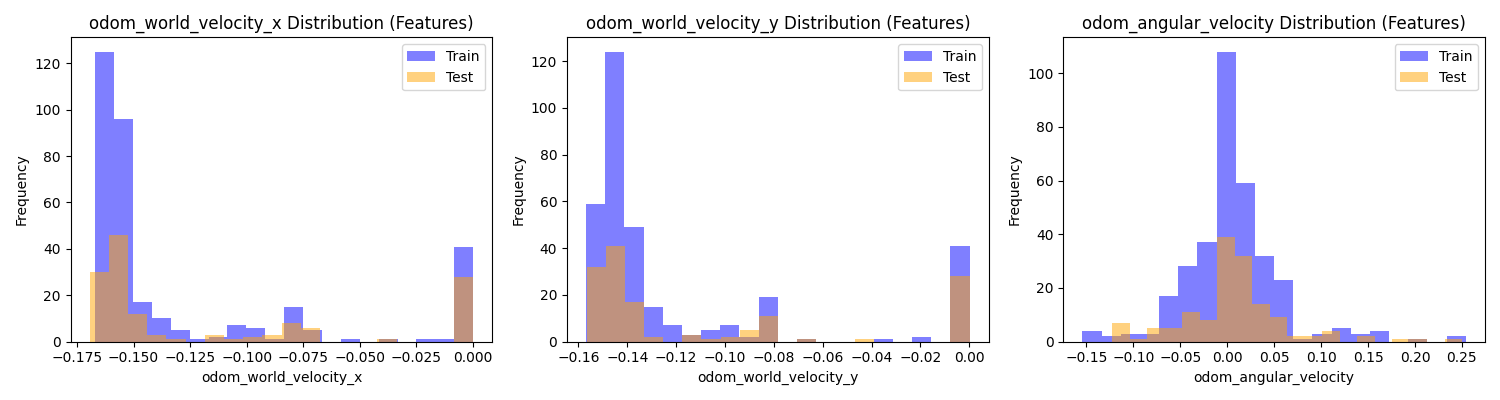 odom_world_velocity_x Distribution (Features)
Train
Test
Frequency
120
100
80
60
40
20
0
−0.175 −0.150 −0.125 −0.100 −0.075 −0.050 −0.025 0.000
odom_world_velocity_x
odom_world_velocity_y Distribution (Features)
Train
Test
Frequency
120
100
80
60
40
20
0
−0.16 −0.14 −0.12 −0.10 −0.08 −0.06 −0.04 −0.02 0.00
odom_world_velocity_y
odom_angular_velocity Distribution (Features)
Train
Test
Frequency
100
80
60
40
20
0
−0.15 −0.10 −0.05 0.00 0.05 0.10 0.15 0.20 0.25
odom_angular_velocity